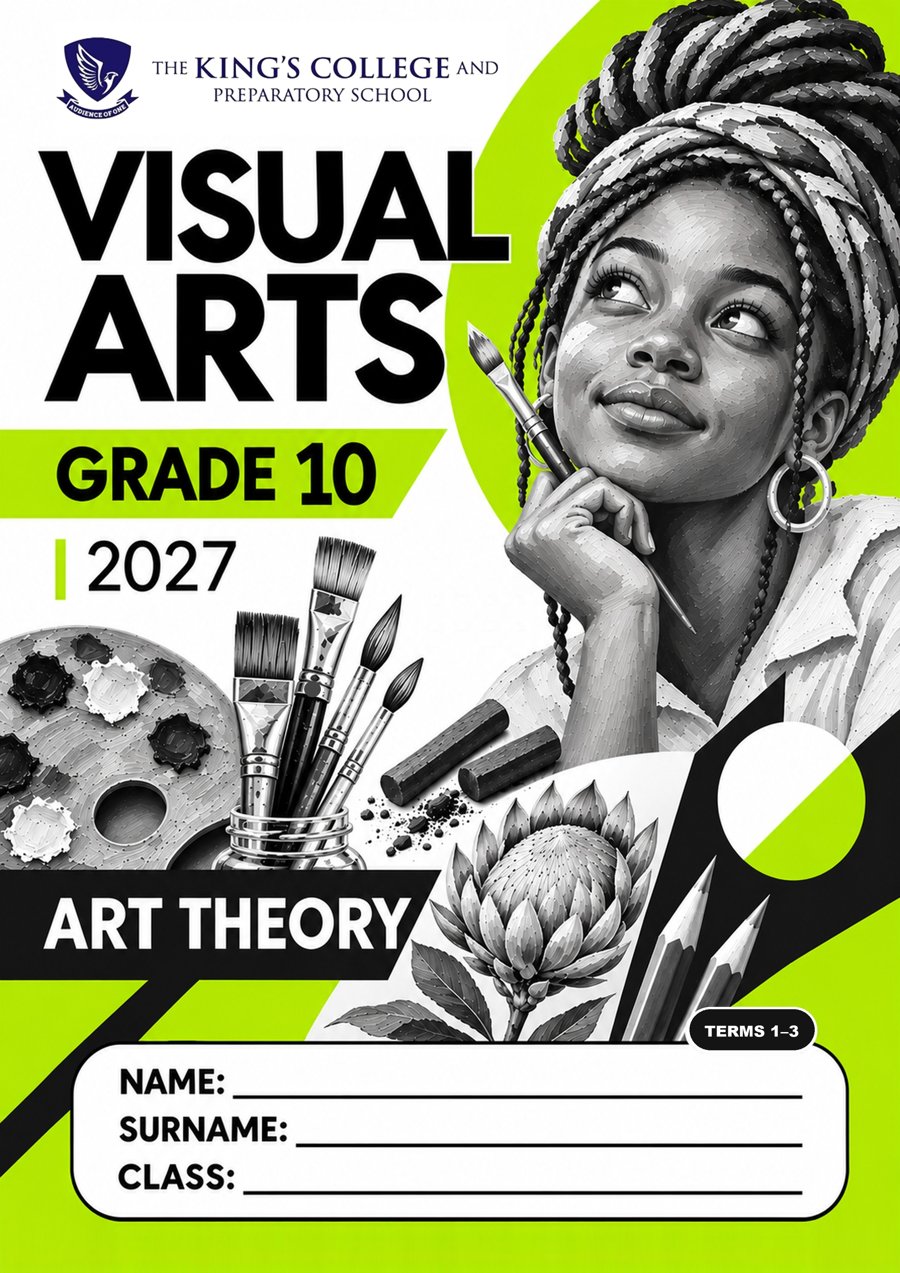 THE KING'S COLLEGE AND
PREPARATORY SCHOOL
AUDIENCE OF ONE
VISUAL
ARTS
GRADE 10
2027
ART THEORY
TERMS 1–3
NAME:
SURNAME:
CLASS: